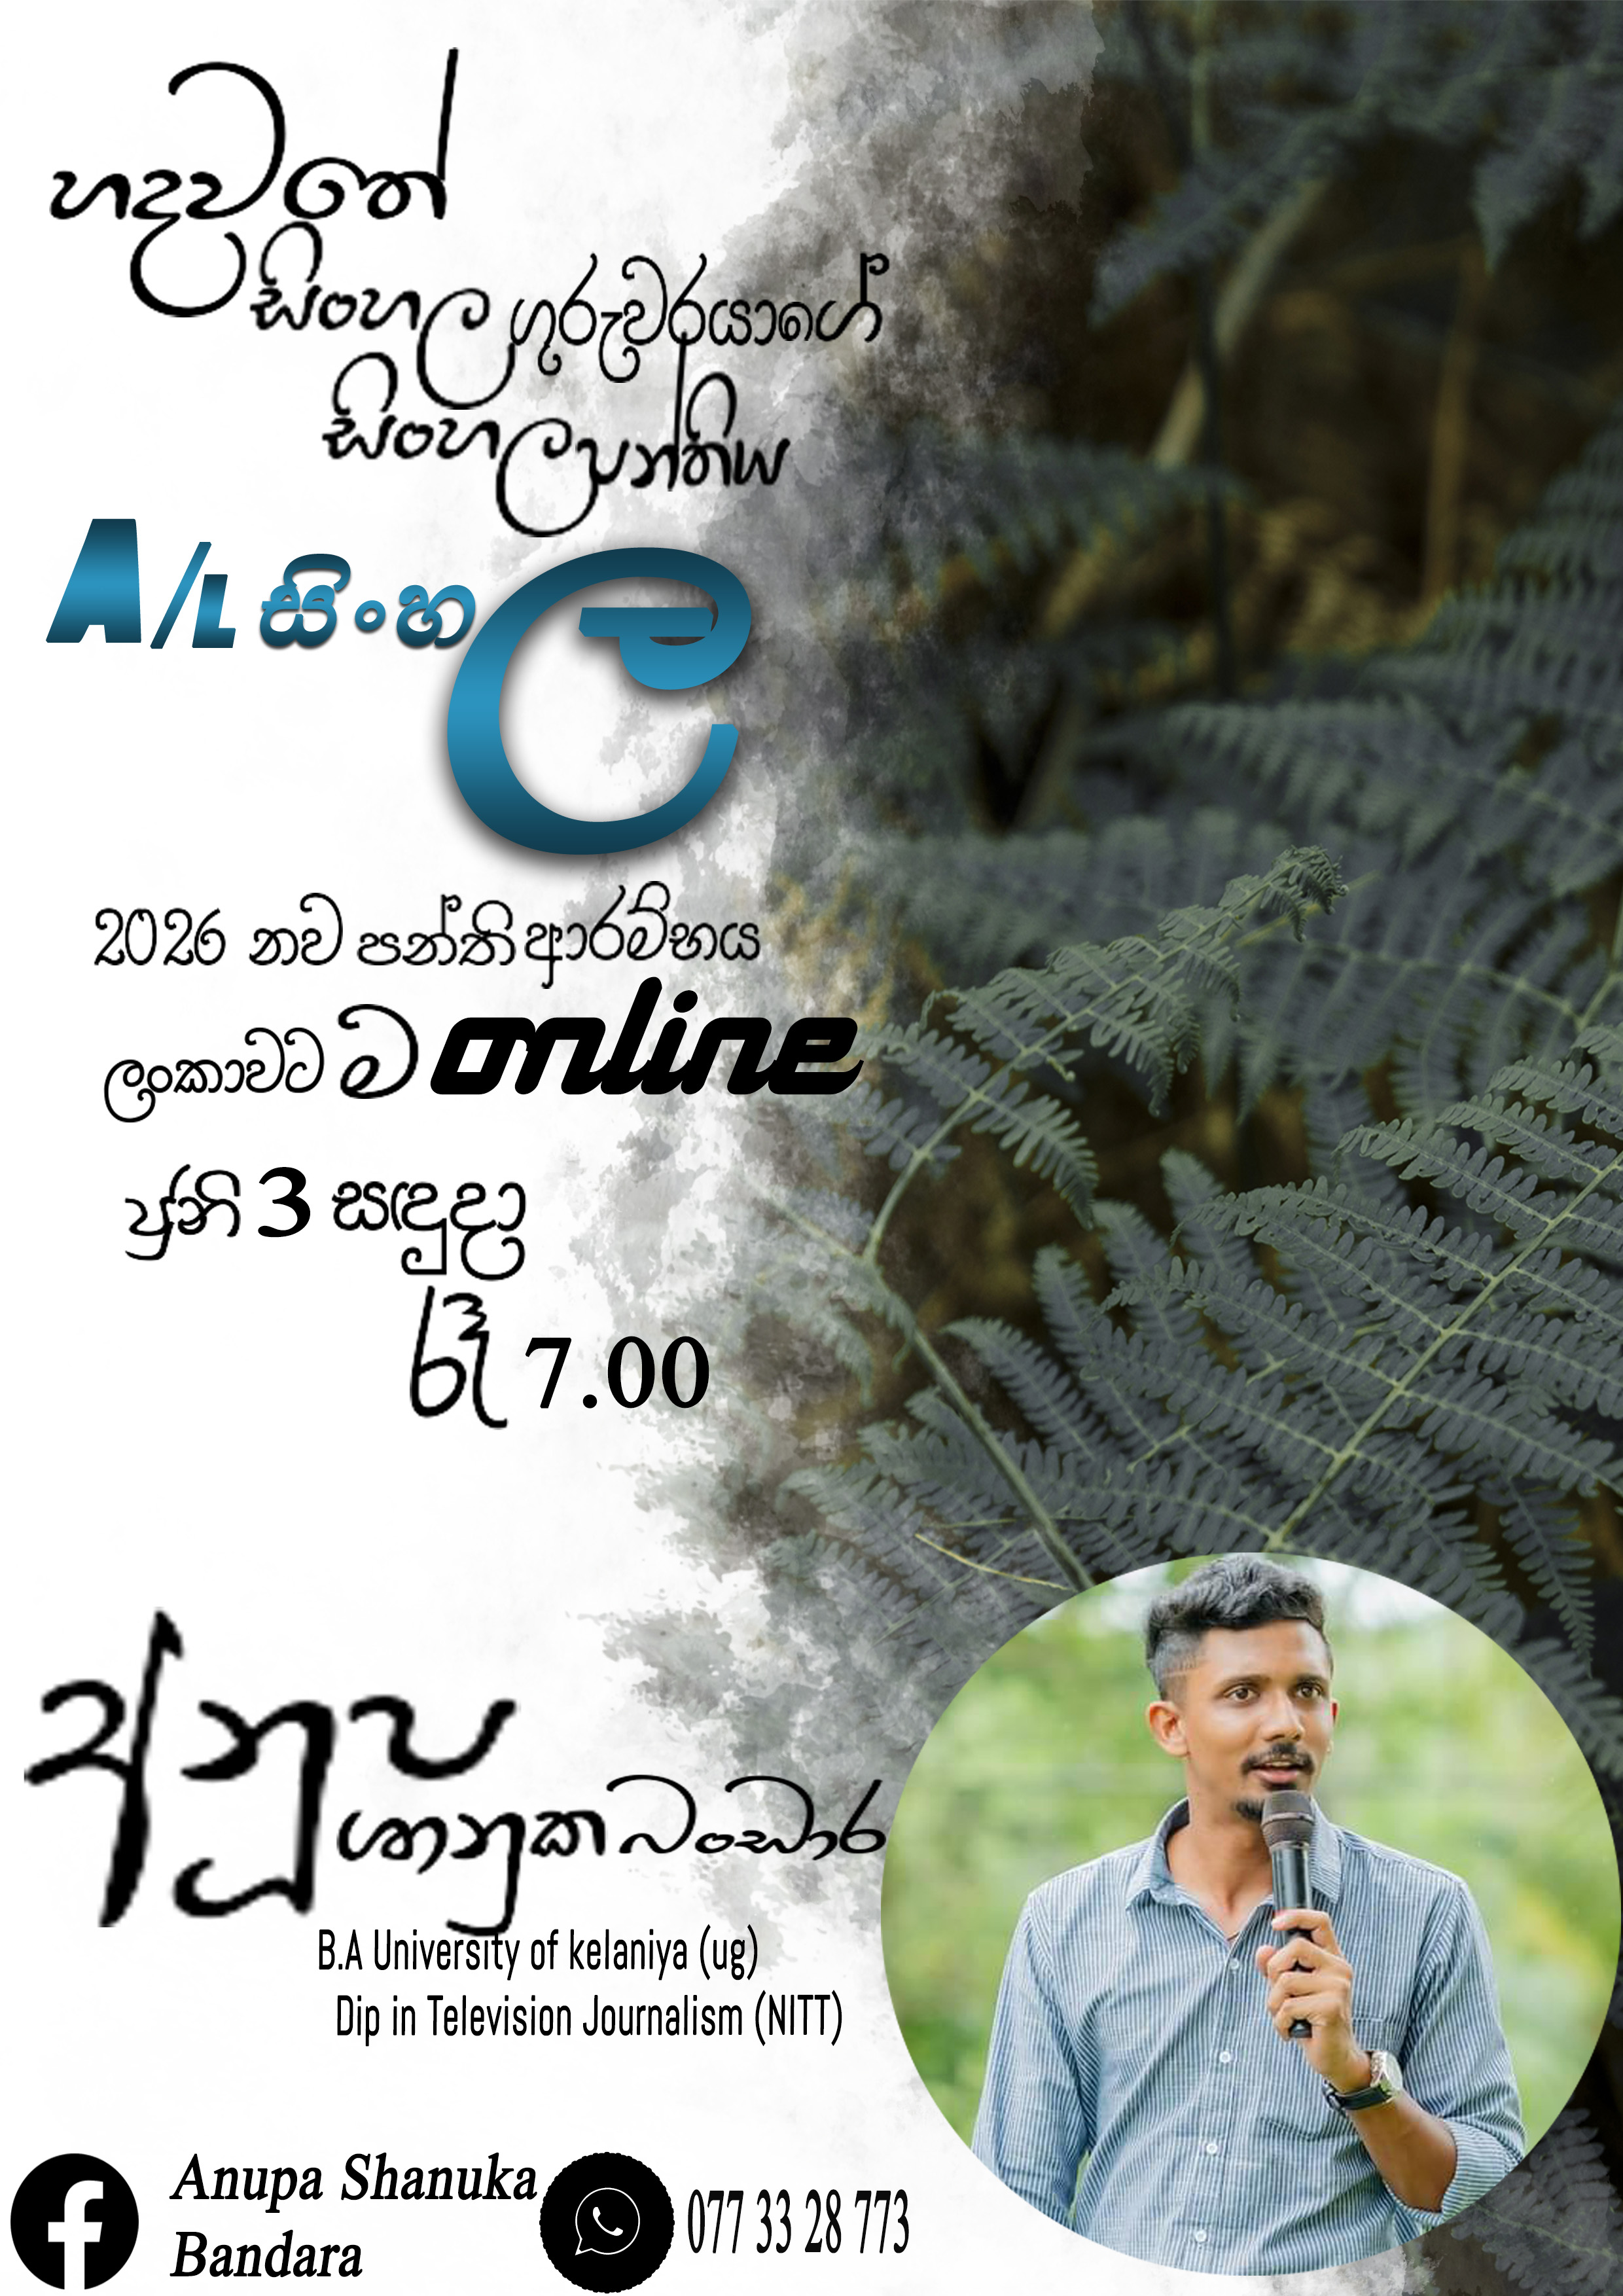 හදවතේ
සිංහල ගුරුවරයාගේ
සිංහල පන්තිය
A/L සිංහල
2026 නව පන්ති ආරම්භය
ලංකාවටම online
ජුනි 3 සඳුදා
රෑ 7.00
අනුප
ශානුක බංඩාර
B.A University of kelaniya (ug)
Dip in Television Journalism (NITT)
Anupa Shanuka
Bandara
077 33 28 773